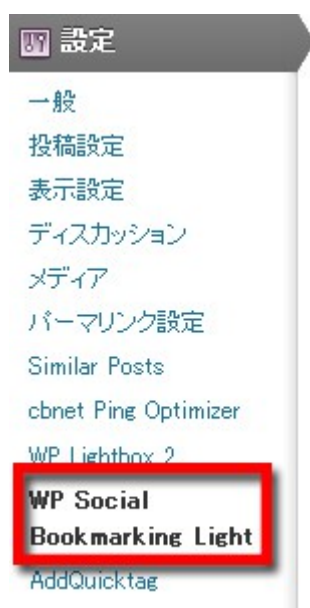 設定
一般
投稿設定
表示設定
ディスカッション
メディア
パーマリンク設定
Similar Posts
cbnet Ping Optimizer
WP Lightbox 2
WP Social
Bookmarking Light
AddQuicktag